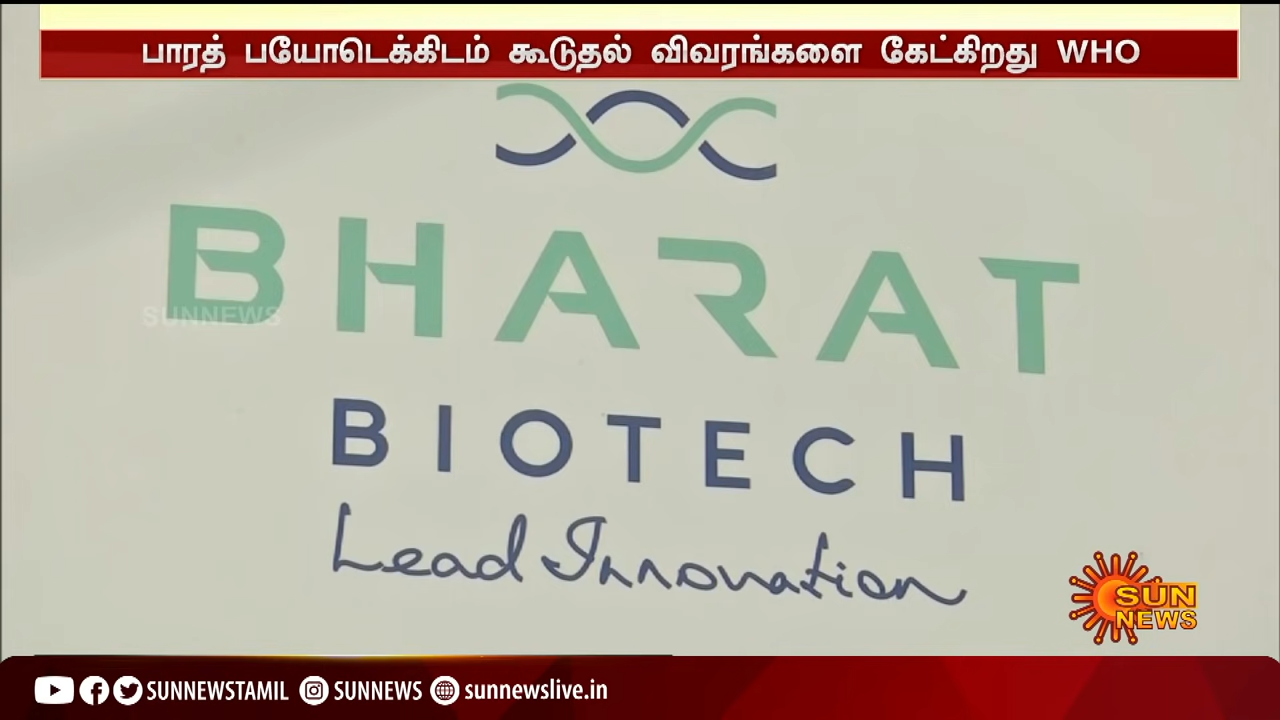 பாரத் பயோடெக்கிடம் கூடுதல் விவரங்களை கேட்கிறது WHO
BHARAT
SUNNEWS
BIOTECH
Lead Innovation
SUN
NEWS
SUNNEWSTAMIL SUNNEWS sunnewslive.in